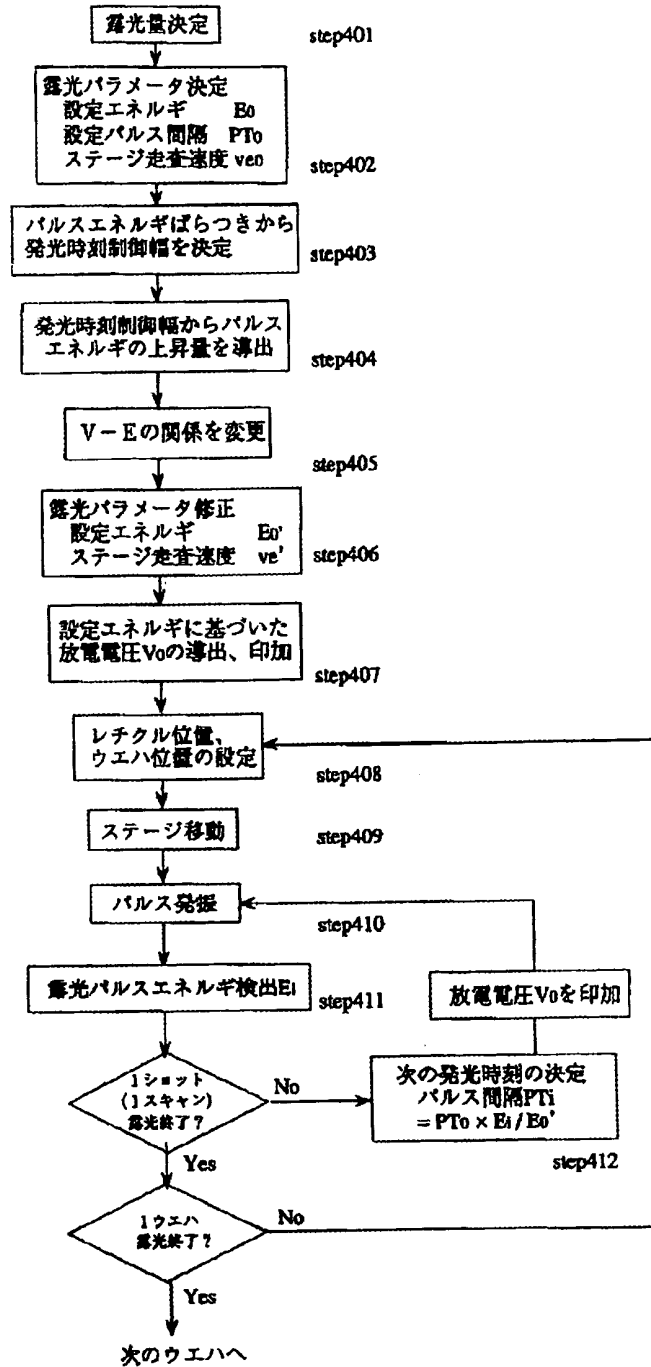 露光量決定
step401
露光パラメータ決定
設定エネルギ E0
設定パルス間隔 PT0
ステージ走査速度 ve0
step402
パルスエネルギばらつきから
発光時刻制御幅を決定
step403
発光時刻制御幅からパルス
エネルギの上昇量を導出
step404
V－Eの関係を変更
step405
露光パラメータ修正
設定エネルギ E0'
ステージ走査速度 ve'
step406
設定エネルギに基づいた
放電電圧V0の導出、印加
step407
レチクル位置、
ウエハ位置の設定
step408
ステージ移動
step409
パルス発振
step410
露光パルスエネルギ検出Ei
step411
放電電圧V0を印加
1ショット
(1スキャン)
露光終了?
No
次の発光時刻の決定
パルス間隔PTi
=PT0×Ei/E0'
step412
Yes
1ウエハ
露光終了?
No
Yes
次のウエハへ